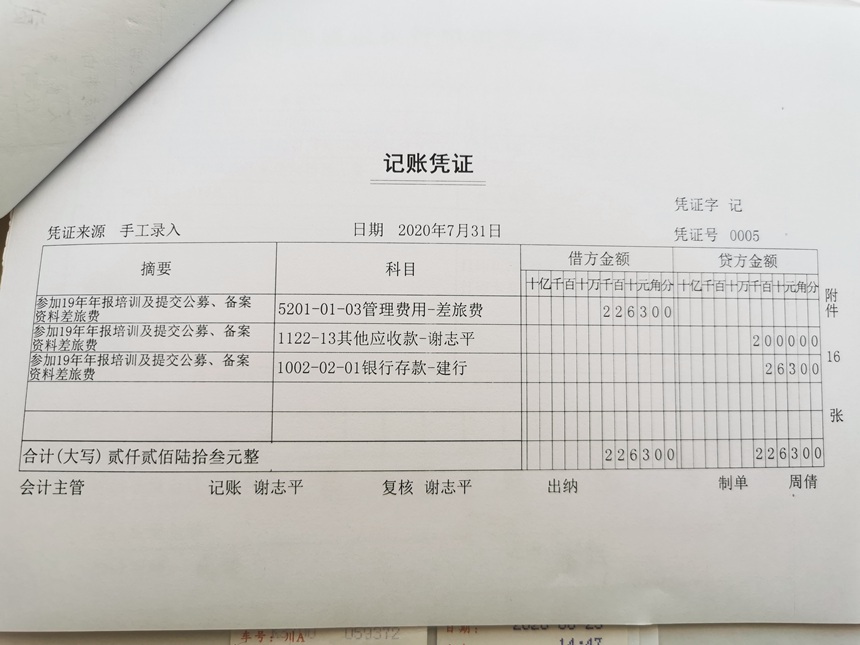 记账凭证
凭证字 记
凭证来源 手工录入 日期 2020年7月31日 凭证号 0005
摘要 科目 借方金额 贷方金额
十亿千百十万千百十元角分 十亿千百十万千百十元角分
参加19年年报培训及提交公募、备案
资料差旅费
5201-01-03管理费用-差旅费 226300
参加19年年报培训及提交公募、备案
资料差旅费
1122-13其他应收款-谢志平 200000
参加19年年报培训及提交公募、备案
资料差旅费
1002-02-01银行存款-建行 26300
合计(大写) 贰仟贰佰陆拾叁元整 226300 226300
附件
16
张
会计主管 记账 谢志平 复核 谢志平 出纳 制单 周倩
车号: 川A 059372
日期:
14:47